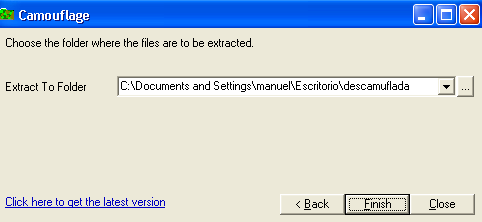 Camouflage
Choose the folder where the files are to be extracted.
Extract To Folder
C:\Documents and Settings\manuel\Escritorio\descamuflada
...
Click here to get the latest version
< Back
Finish
Close